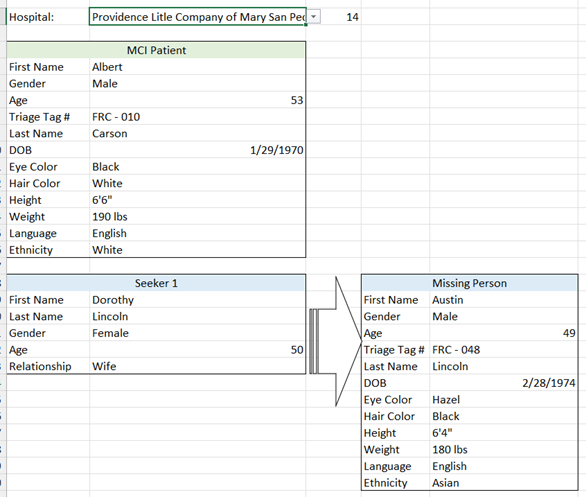 Hospital: Providence Litle Company of Mary San 14
MCI Patient
First Name Albert
Gender Male
Age 53
Triage Tag # FRC - 010
Last Name Carson
DOB 1/29/1970
Eye Color Black
Hair Color White
Height 6'6"
Weight 190 lbs
Language English
Ethnicity White
Seeker 1
First Name Dorothy
Last Name Lincoln
Gender Female
Age 50
Relationship Wife
Missing Person
First Name Austin
Gender Male
Age 49
Triage Tag # FRC - 048
Last Name Lincoln
DOB 2/28/1974
Eye Color Hazel
Hair Color Black
Height 6'4"
Weight 180 lbs
Language English
Ethnicity Asian